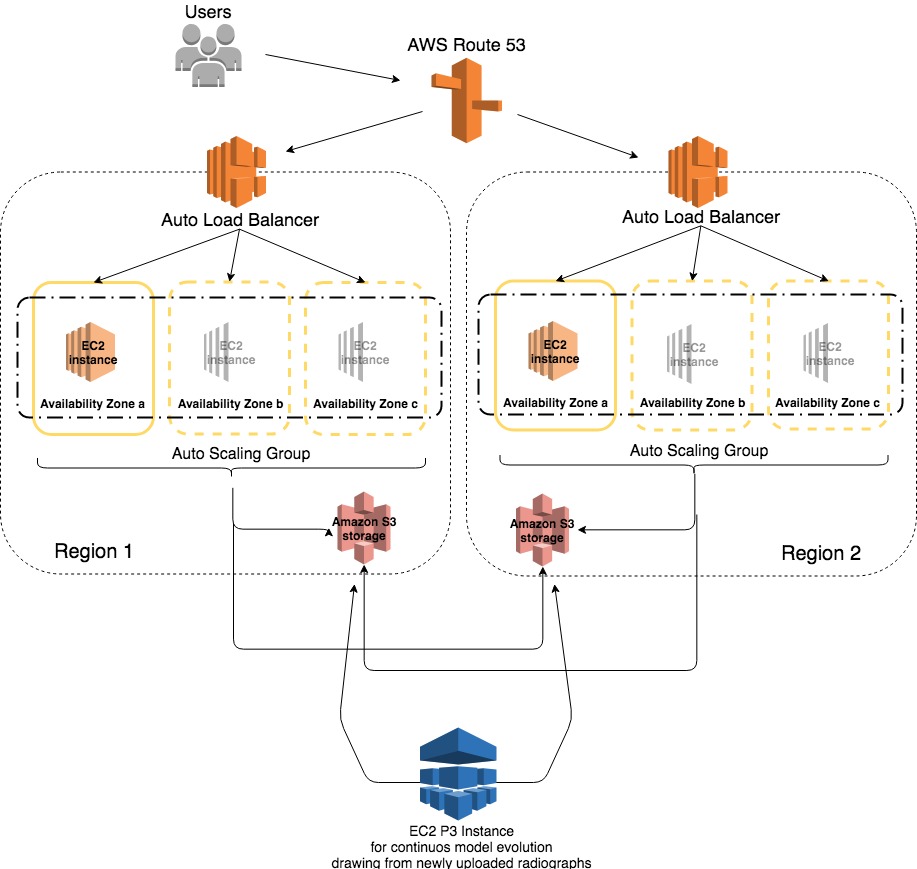 Users
AWS Route 53
Auto Load Balancer
Auto Load Balancer
EC2
instance
EC2
instance
EC2
instance
Availability Zone a
Availability Zone b
Availability Zone c
EC2
instance
EC2
instance
EC2
instance
Availability Zone a
Availability Zone b
Availability Zone c
Auto Scaling Group
Auto Scaling Group
Amazon S3
storage
Amazon S3
storage
Region 1
Region 2
EC2 P3 Instance
for continuos model evolution
drawing from newly uploaded radiographs